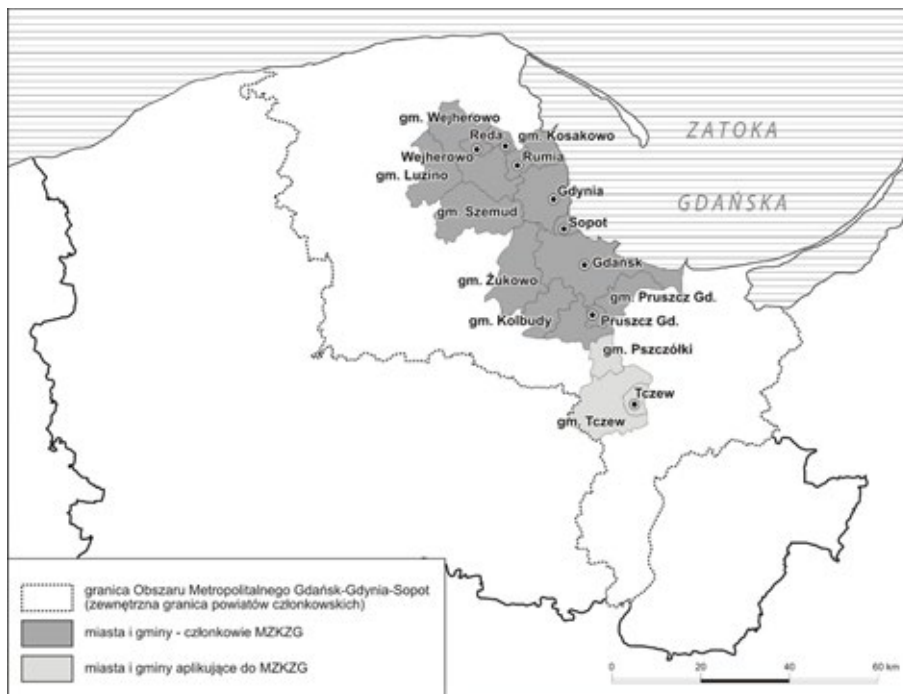 ZATOKA
GDAŃSKA
gm. Wejherowo
Reda
gm. Kosakowo
Wejherowo
Rumia
gm. Luzino
Gdynia
gm. Szemud
Sopot
Gdańsk
gm. Żukowo
gm. Pruszcz Gd.
gm. Kolbudy
Pruszcz Gd.
gm. Pszczółki
Tczew
gm. Tczew
granica Obszaru Metropolitalnego Gdańsk-Gdynia-Sopot
(zewnętrzna granica powiatów członkowskich)
miasta i gminy - członkowie MZKZG
miasta i gminy aplikujące do MZKZG
0 20 40 60 km